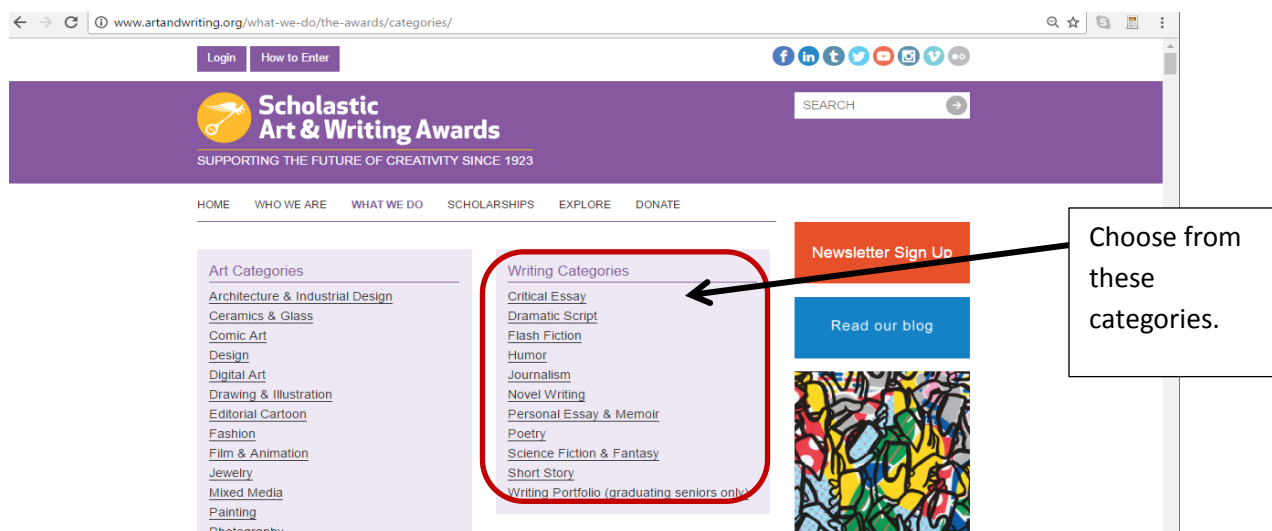 www.artandwriting.org/what-we-do/the-awards/categories/
Login
How to Enter
Scholastic
Art & Writing Awards
SUPPORTING THE FUTURE OF CREATIVITY SINCE 1923
SEARCH
HOME WHO WE ARE WHAT WE DO SCHOLARSHIPS EXPLORE DONATE
Art Categories
Architecture & Industrial Design
Ceramics & Glass
Comic Art
Design
Digital Art
Drawing & Illustration
Editorial Cartoon
Fashion
Film & Animation
Jewelry
Mixed Media
Painting
Photography
Writing Categories
Critical Essay
Dramatic Script
Flash Fiction
Humor
Journalism
Novel Writing
Personal Essay & Memoir
Poetry
Science Fiction & Fantasy
Short Story
Writing Portfolio (graduating seniors only)
Newsletter Sign Up
Read our blog
Choose from
these
categories.